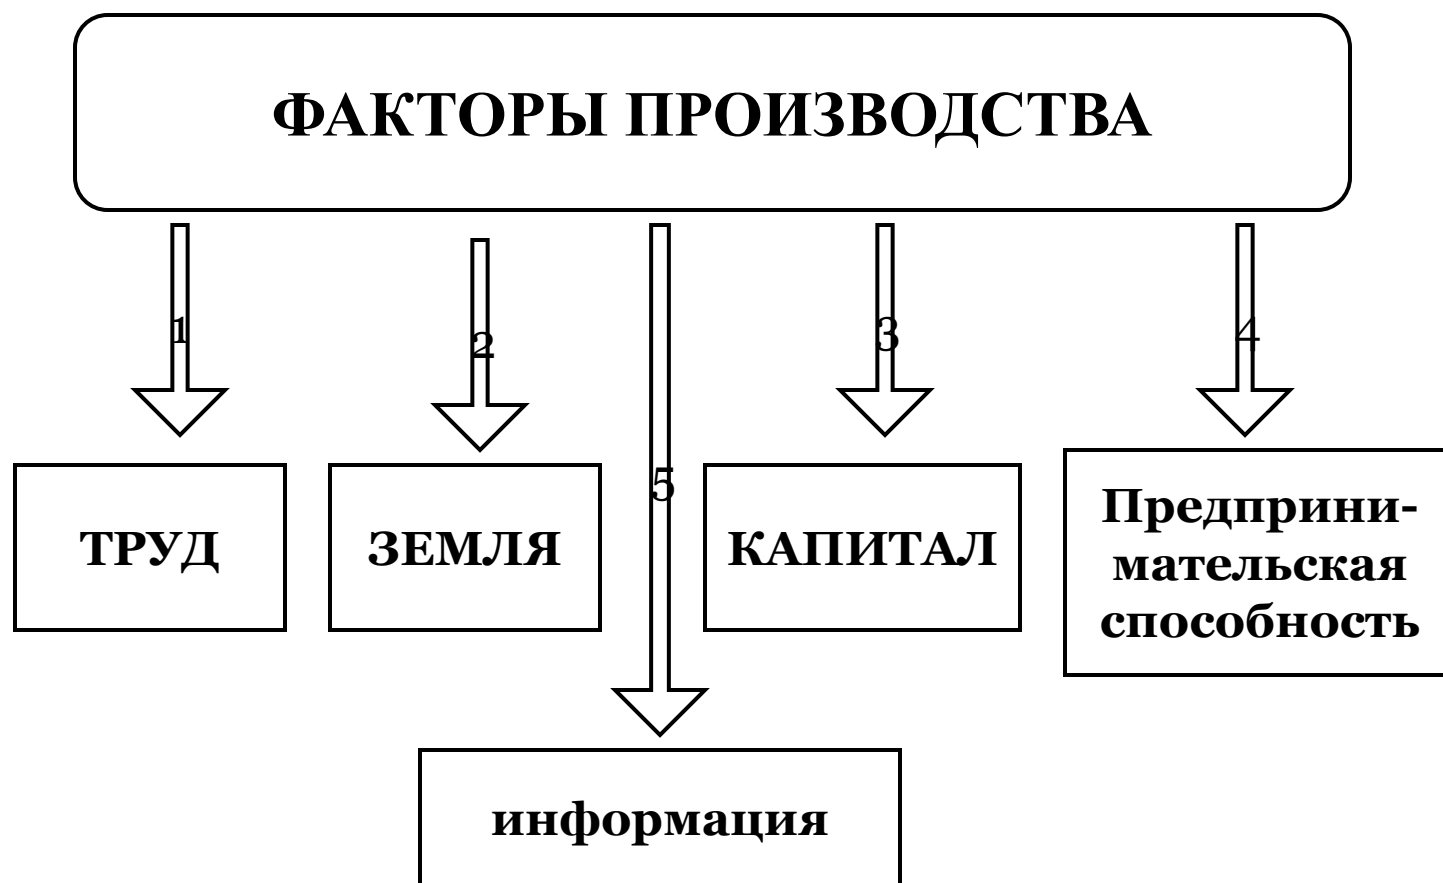 ФАКТОРЫ ПРОИЗВОДСТВА
1
2
3
4
5
ТРУД
ЗЕМЛЯ
КАПИТАЛ
Предприни-
мательская
способность
информация